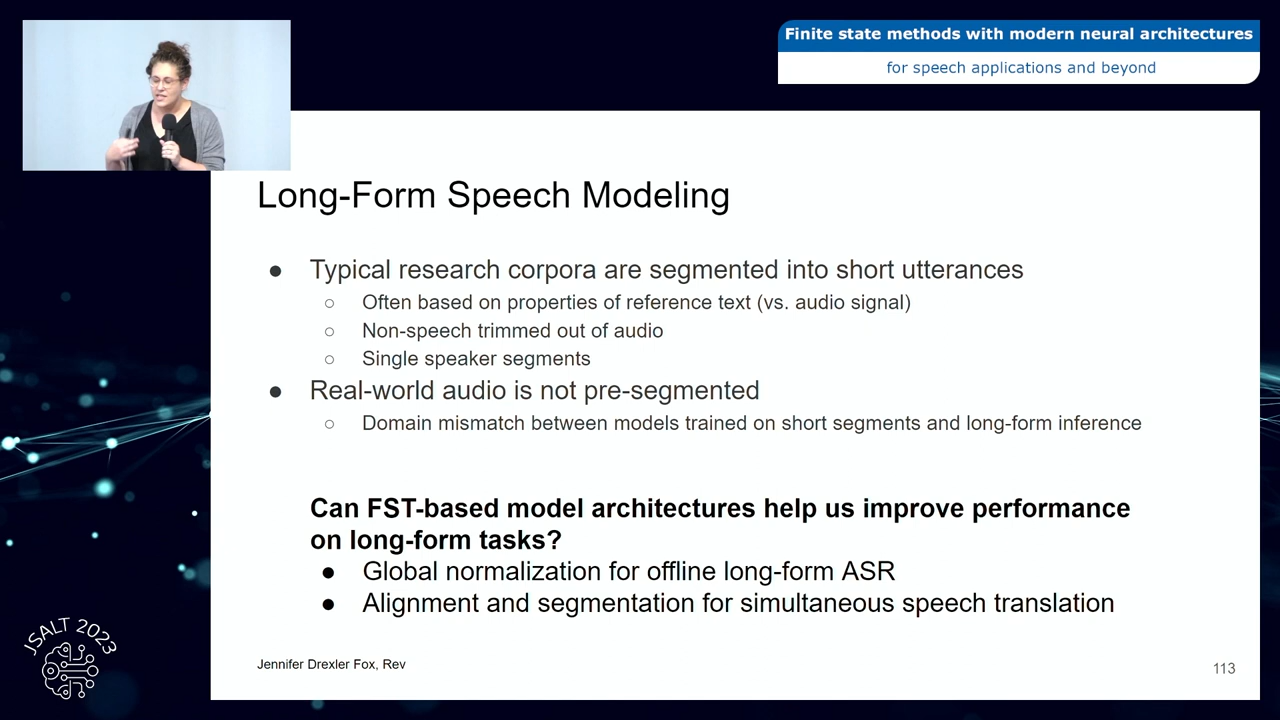 Finite state methods with modern neural architectures
for speech applications and beyond
Long-Form Speech Modeling
● Typical research corpora are segmented into short utterances
○ Often based on properties of reference text (vs. audio signal)
○ Non-speech trimmed out of audio
○ Single speaker segments
● Real-world audio is not pre-segmented
○ Domain mismatch between models trained on short segments and long-form inference
Can FST-based model architectures help us improve performance
on long-form tasks?
● Global normalization for offline long-form ASR
● Alignment and segmentation for simultaneous speech translation
JSALT 2023
Jennifer Drexler Fox, Rev
113